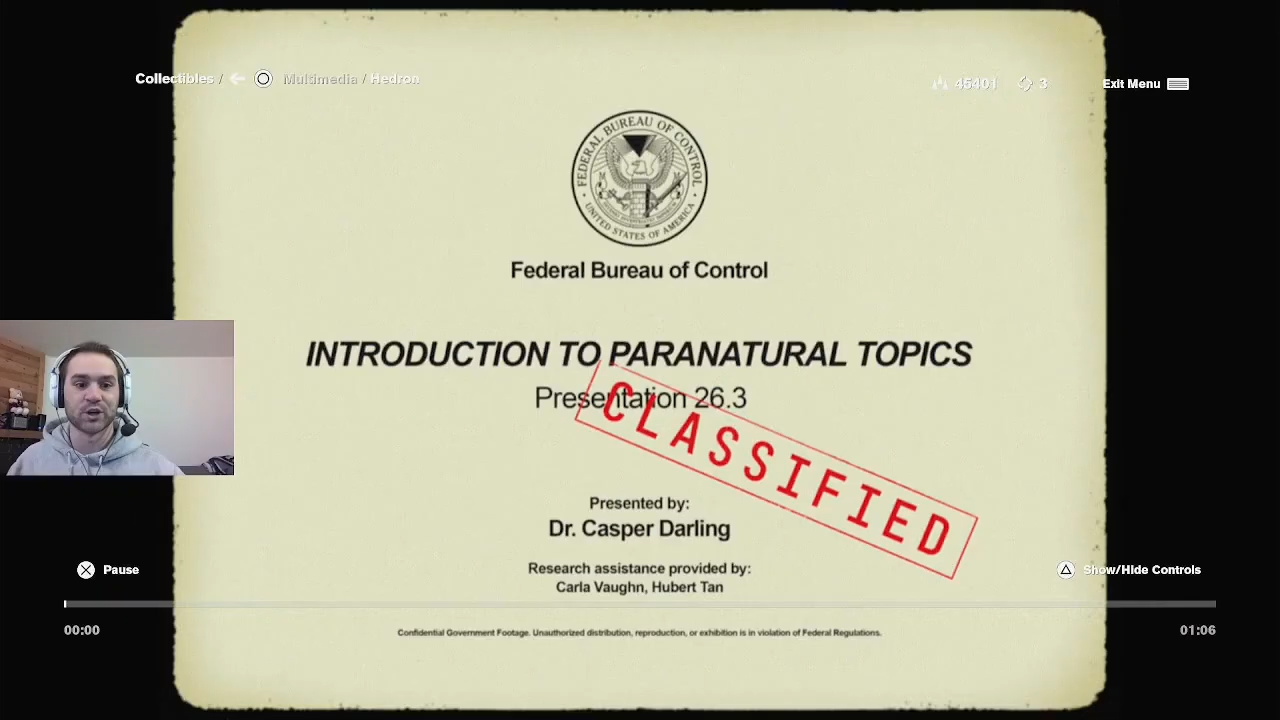 Collectibles / Multimedia / Hedron
45401 3
Exit Menu
FEDERAL BUREAU OF CONTROL
UNITED STATES OF AMERICA
Federal Bureau of Control
INTRODUCTION TO PARANATURAL TOPICS
Presentation 26.3
CLASSIFIED
Presented by:
Dr. Casper Darling
Research assistance provided by:
Carla Vaughn, Hubert Tan
Pause
Show/Hide Controls
00:00
01:06
Confidential Government Footage. Unauthorized distribution, reproduction, or exhibition is in violation of Federal Regulations.